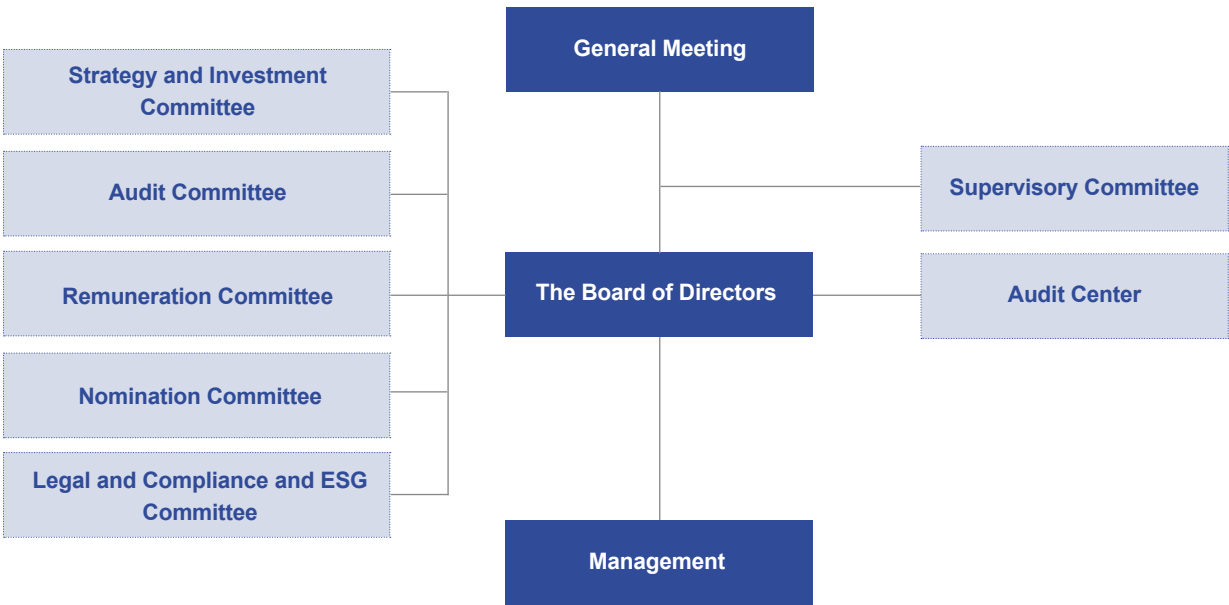 General Meeting
Strategy and Investment
Committee
Audit Committee
Supervisory Committee
Remuneration Committee
The Board of Directors
Audit Center
Nomination Committee
Legal and Compliance and ESG
Committee
Management